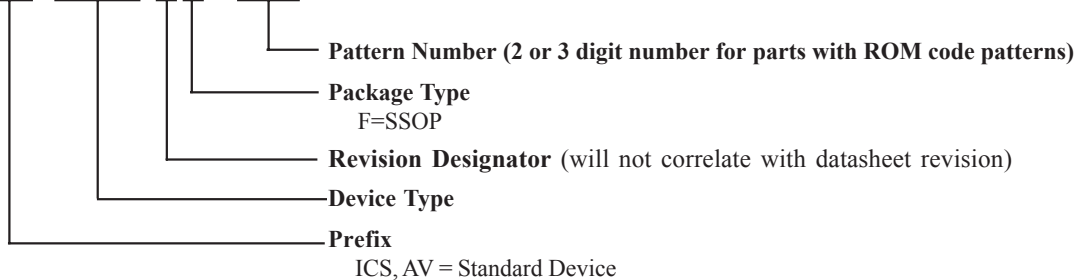 Pattern Number (2 or 3 digit number for parts with ROM code patterns)
Package Type
F=SSOP
Revision Designator (will not correlate with datasheet revision)
Device Type
Prefix
ICS, AV = Standard Device